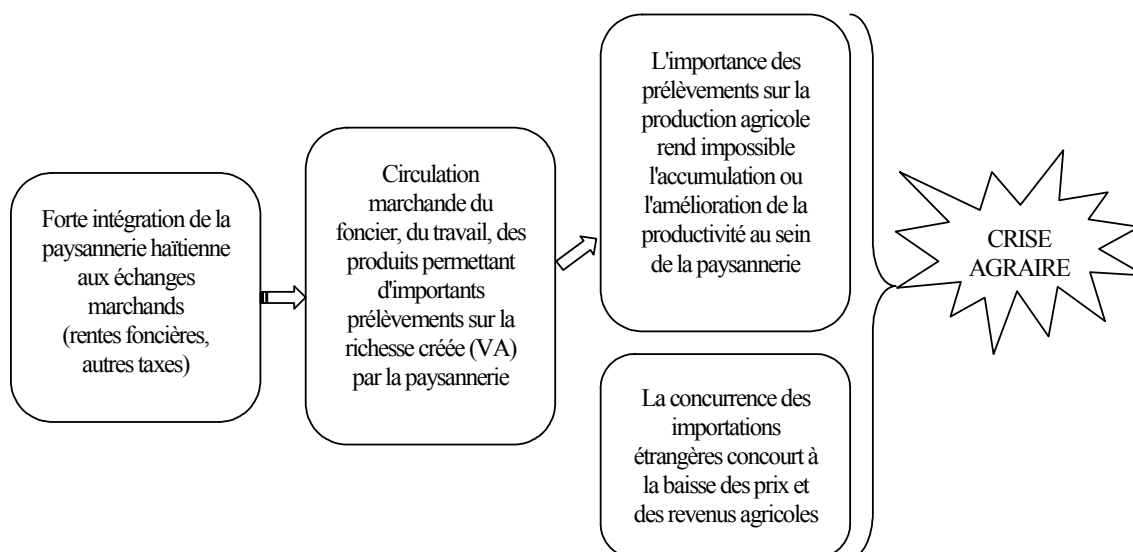 Forte intégration de la
paysannerie haïtienne
aux échanges
marchands
(rentes foncières,
autres taxes)
Circulation
marchande du
foncier, du travail, des
produits permettant
d'importants
prélèvements sur la
richesse créée (VA)
par la paysannerie
L'importance des
prélèvements sur la
production agricole
rend impossible
l'accumulation ou
l'amélioration de la
productivité au sein
de la paysannerie
La concurrence des
importations
étrangères concourt à
la baisse des prix et
des revenus agricoles
CRISE
AGRAIRE